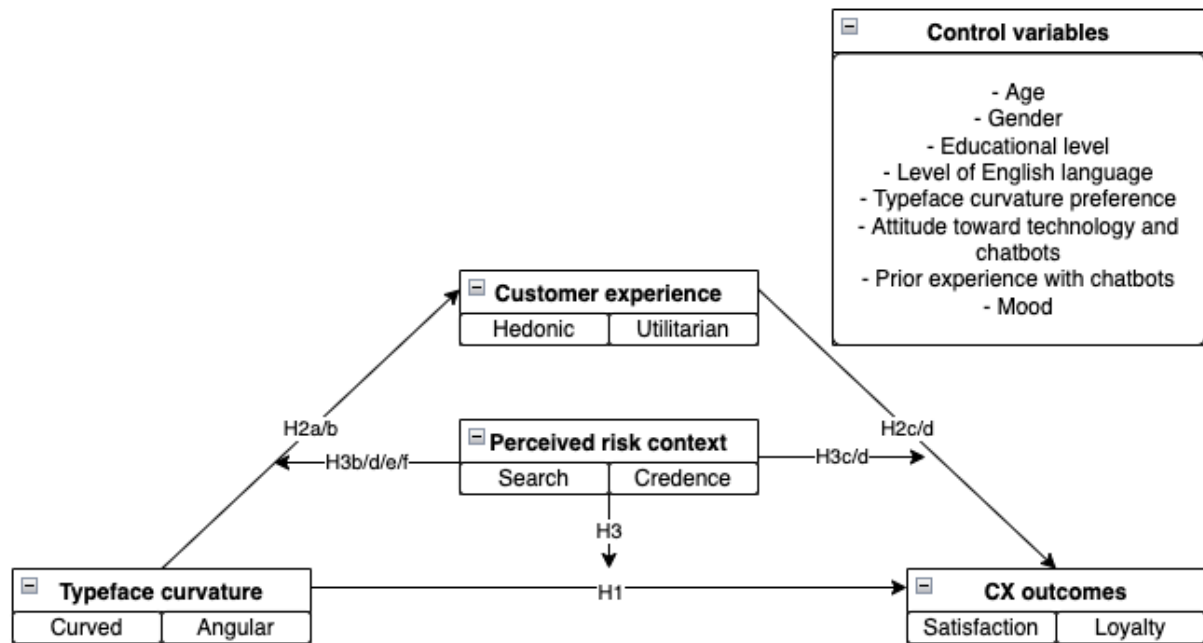 Control variables
- Age
- Gender
- Educational level
- Level of English language
- Typeface curvature preference
- Attitude toward technology and
chatbots
- Prior experience with chatbots
- Mood
Customer experience
Hedonic Utilitarian
H2a/b
H2c/d
Perceived risk context
H3b/d/e/f
H3c/d
Search Credence
H3
Typeface curvature
H1
CX outcomes
Curved Angular
Satisfaction Loyalty